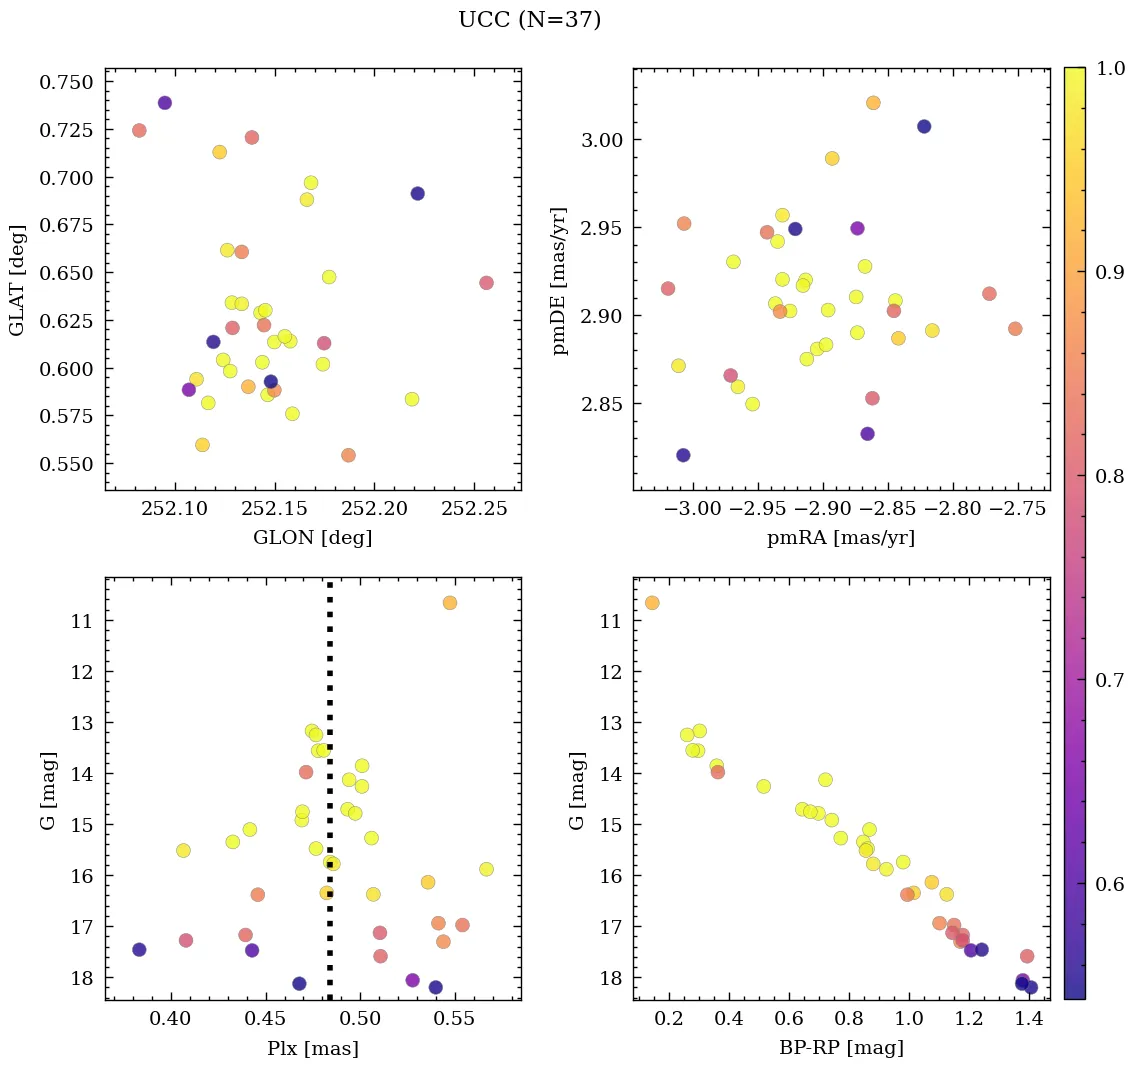 UCC (N=37)
0.750
0.725
0.700
0.675
0.650
0.625
0.600
0.575
0.550
GLAT [deg]
252.10 252.15 252.20 252.25
GLON [deg]
3.00
2.95
2.90
2.85
pmDE [mas/yr]
−3.00 −2.95 −2.90 −2.85 −2.80 −2.75
pmRA [mas/yr]
1.0
0.9
0.8
0.7
0.6
11
12
13
14
15
16
17
18
G [mag]
0.40 0.45 0.50 0.55
Plx [mas]
11
12
13
14
15
16
17
18
G [mag]
0.2 0.4 0.6 0.8 1.0 1.2 1.4
BP-RP [mag]